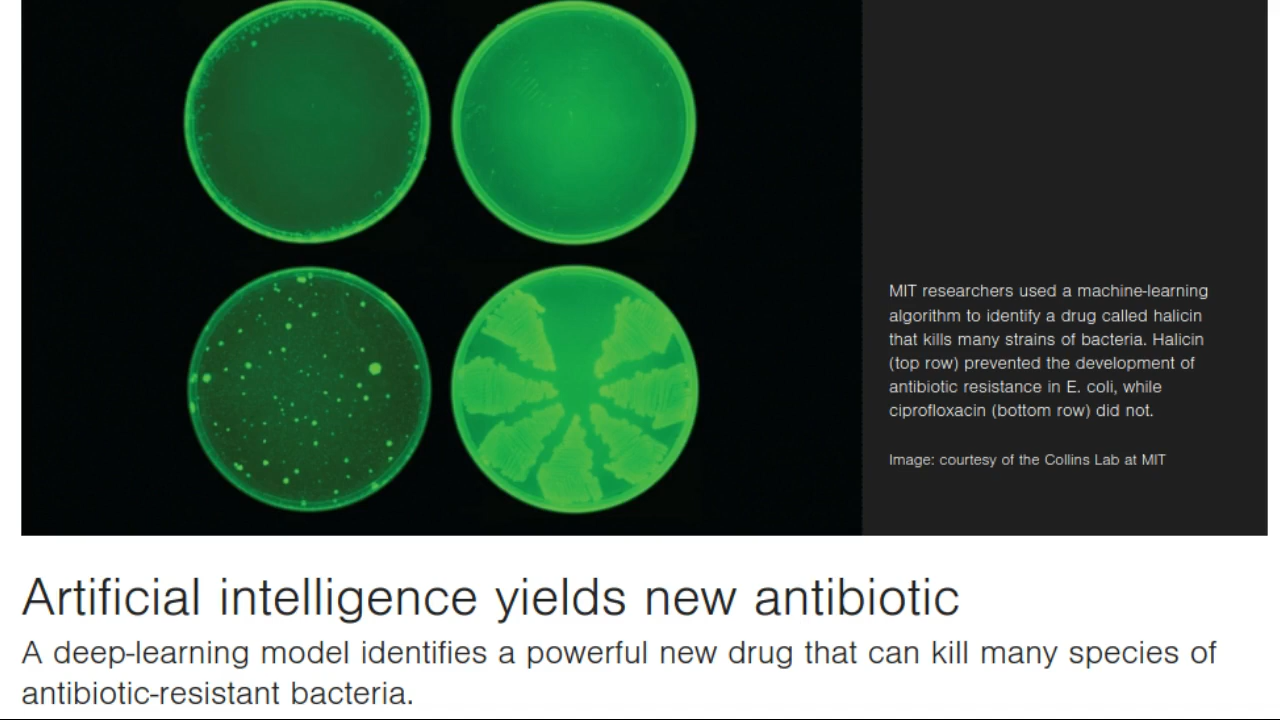 MIT researchers used a machine-learning
algorithm to identify a drug called halicin
that kills many strains of bacteria. Halicin
(top row) prevented the development of
antibiotic resistance in E. coli, while
ciprofloxacin (bottom row) did not.
Image: courtesy of the Collins Lab at MIT
Artificial intelligence yields new antibiotic
A deep-learning model identifies a powerful new drug that can kill many species of
antibiotic-resistant bacteria.